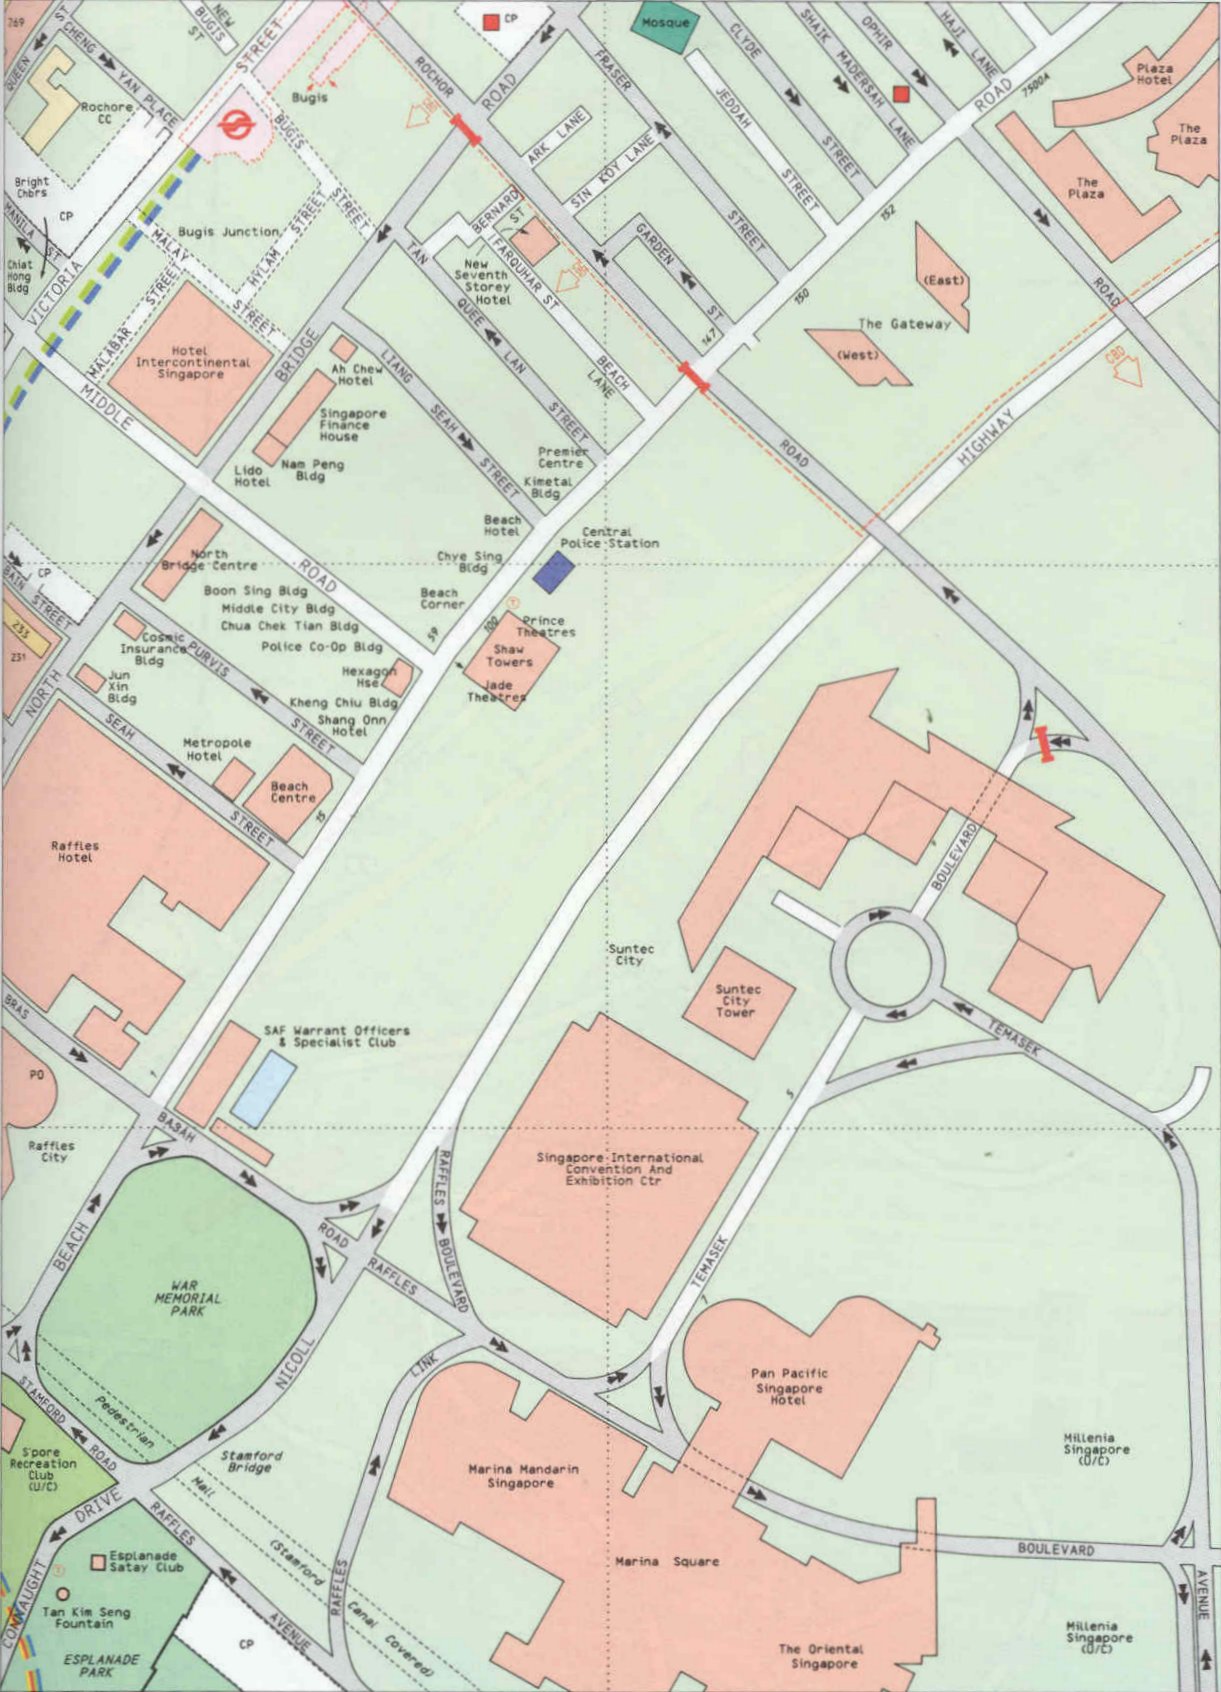 269
QUEEN
ST
CHENG
YAN
PLACE
NEW
BUGIS
ST
STREET
Rochore
CC
Bugis
BUGIS
STREET
ROCHOR
ROAD
CP
Mosque
FRASER
STREET
CLYDE
STREET
SHAIK
MADERSAH
LANE
OPHIR
ROAD
HAJI LANE
ROAD
7500A
Plaza
Hotel
The
Plaza
The
Plaza
JEDDAH
STREET
ARK LANE
SIN KOY LANE
BERNARD
ST
GARDEN
ST
FARQUHAR ST
BEACH
LANE
New
Seventh
Storey
Hotel
TAN
QUEE
LAN
STREET
LIANG
SEAH
STREET
152
150
147
(East)
The Gateway
(West)
CBD
HIGHWAY
ROAD
Bright
Chbrs
CP
MANILA
ST
Chiat
Hong
Bldg
VICTORIA
Bugis Junction
MALAY
STREET
HYLAM
STREET
MALABAR
STREET
Hotel
Intercontinental
Singapore
BRIDGE
MIDDLE
ROAD
Ah Chew
Hotel
Singapore
Finance
House
Nam Peng
Bldg
Lido
Hotel
Premier
Centre
Kimetal
Bldg
Beach
Hotel
Chye Sing
Bldg
Beach
Corner
Central
Police Station
59
100
Prince
Theatres
Shaw
Towers
Jade
Theatres
CP
BAIN
STREET
233
231
NORTH
North
Bridge Centre
Boon Sing Bldg
Middle City Bldg
Chua Chek Tian Bldg
Police Co-Op Bldg
Cosmic
Insurance
Bldg
PURVIS
STREET
Jun
Xin
Bldg
Hexagon
Hse
Kheng Chiu Bldg
Shang Onn
Hotel
SEAH
STREET
Metropole
Hotel
Beach
Centre
15
Raffles
Hotel
Suntec
City
Suntec
City
Tower
BOULEVARD
TEMASEK
5
BRAS
BASAH
ROAD
SAF Warrant Officers
& Specialist Club
PO
Raffles
City
Singapore International
Convention And
Exhibition Ctr
RAFFLES
BOULEVARD
TEMASEK
7
BEACH
WAR
MEMORIAL
PARK
RAFFLES
NICOLL
LINK
Pan Pacific
Singapore
Hotel
STAMFORD
ROAD
Pedestrian
Mall
(Stamford
Canal
Covered)
Stamford
Bridge
S'pore
Recreation
Club
(U/C)
DRIVE
RAFFLES
AVENUE
RAFFLES
Marina Mandarin
Singapore
Millenia
Singapore
(U/C)
Marina Square
BOULEVARD
AVENUE
Esplanade
Satay Club
Tan Kim Seng
Fountain
CONNAUGHT
ESPLANADE
PARK
CP
The Oriental
Singapore
Millenia
Singapore
(U/C)